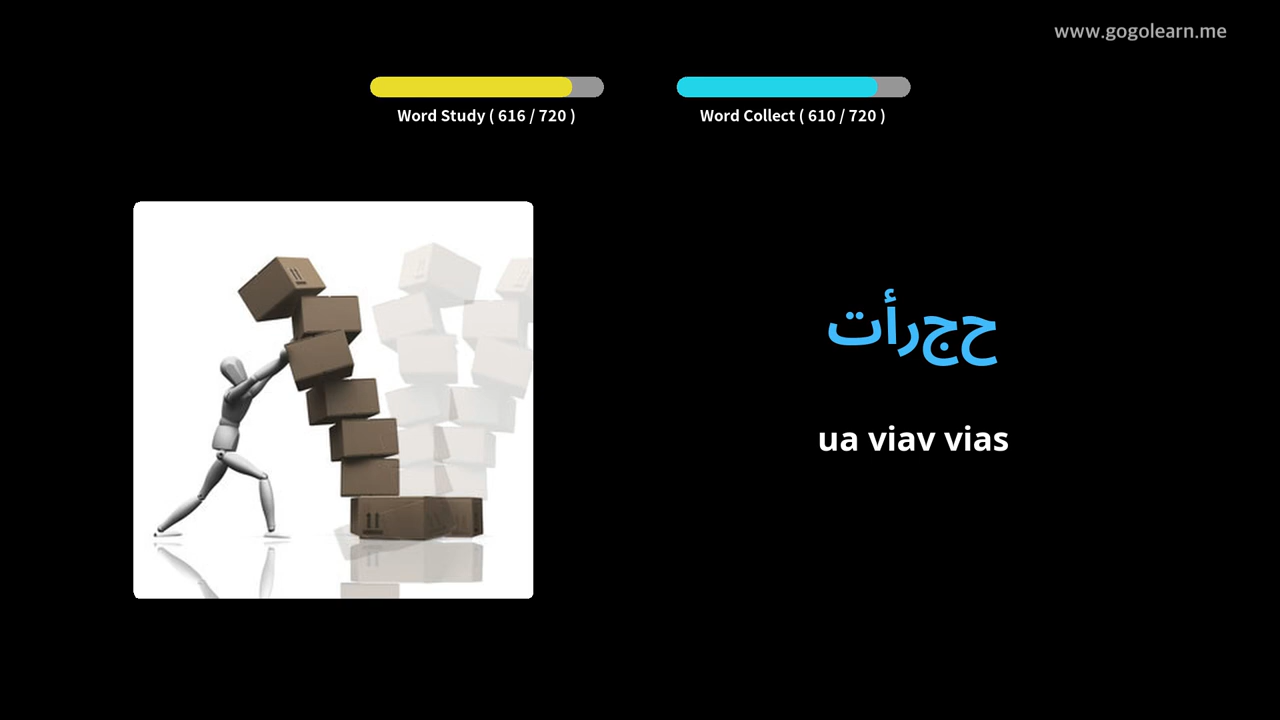 www.gogolearn.me
Word Study ( 616 / 720 )
Word Collect ( 610 / 720 )
حجرأت
ua viav vias